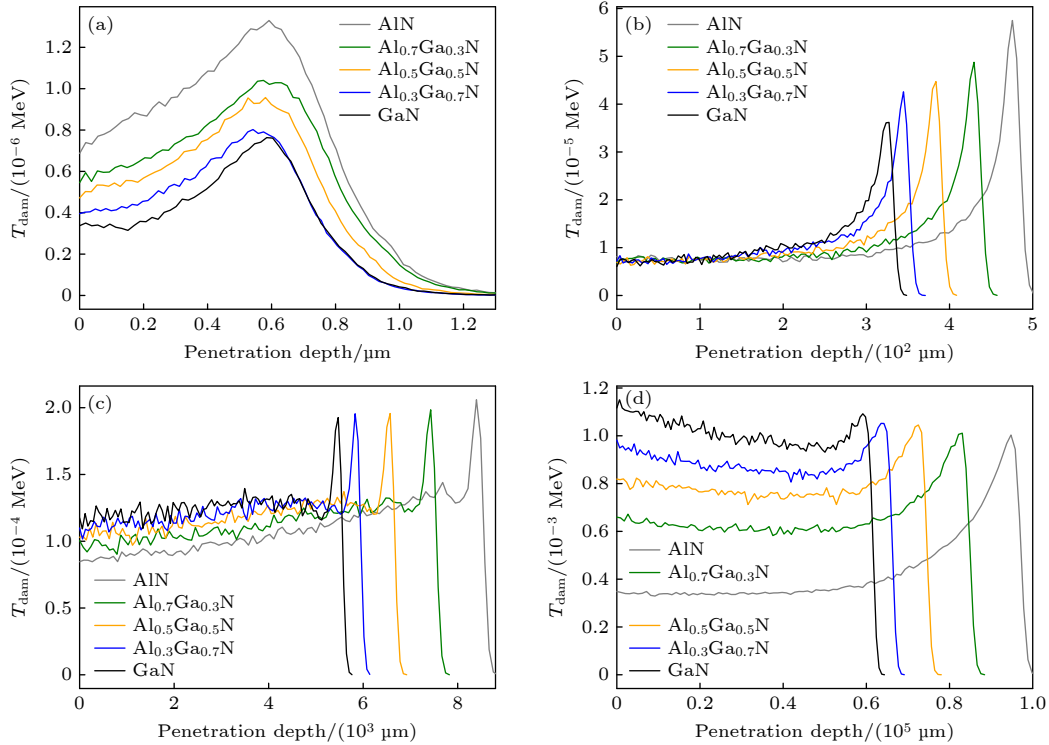 (a)
AlN
Al0.7Ga0.3N
Al0.5Ga0.5N
Al0.3Ga0.7N
GaN
1.2
1.0
0.8
0.6
0.4
0.2
0
Tdam/(10−6 MeV)
0 0.2 0.4 0.6 0.8 1.0 1.2
Penetration depth/μm
(b)
AlN
Al0.7Ga0.3N
Al0.5Ga0.5N
Al0.3Ga0.7N
GaN
6
5
4
3
2
1
0
Tdam/(10−5 MeV)
0 1 2 3 4 5
Penetration depth/(10² μm)
(c)
AlN
Al0.7Ga0.3N
Al0.5Ga0.5N
Al0.3Ga0.7N
GaN
2.0
1.5
1.0
0.5
0
Tdam/(10−4 MeV)
0 2 4 6 8
Penetration depth/(10³ μm)
(d)
AlN
Al0.7Ga0.3N
Al0.5Ga0.5N
Al0.3Ga0.7N
GaN
1.2
1.0
0.8
0.6
0.4
0.2
0
Tdam/(10−3 MeV)
0 0.2 0.4 0.6 0.8 1.0
Penetration depth/(10⁵ μm)